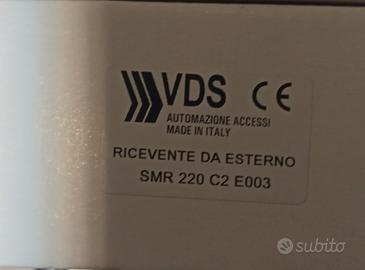 VDS CE
AUTOMAZIONE ACCESSI
MADE IN ITALY
RICEVENTE DA ESTERNO
SMR 220 C2 E003
subito